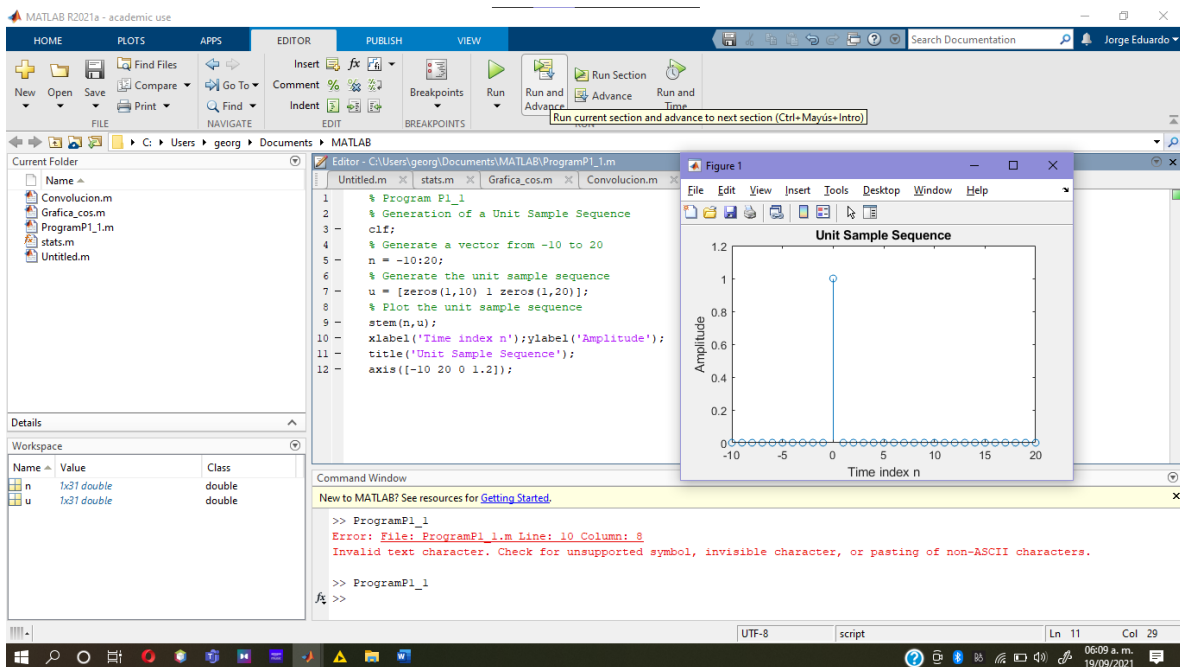 MATLAB R2021a - academic use
HOME PLOTS APPS EDITOR PUBLISH VIEW
Search Documentation
Jorge Eduardo
New Open Save
Find Files
Compare
Print
FILE
Go To
Find
NAVIGATE
Insert fx
Comment
Indent
EDIT
Breakpoints
BREAKPOINTS
Run
Run and Advance
Run Section
Advance
Run and Time
RUN
Run current section and advance to next section (Ctrl+Mayús+Intro)
C: Users georg Documents MATLAB
Current Folder
Name
Convolucion.m
Grafica_cos.m
ProgramP1_1.m
stats.m
Untitled.m
Details
Workspace
Name Value Class
n 1x31 double double
u 1x31 double double
Editor - C:\Users\georg\Documents\MATLAB\ProgramP1_1.m
Untitled.m stats.m Grafica_cos.m Convolucion.m
1 % Program P1_1
2 % Generation of a Unit Sample Sequence
3 - clf;
4 % Generate a vector from -10 to 20
5 - n = -10:20;
6 % Generate the unit sample sequence
7 - u = [zeros(1,10) 1 zeros(1,20)];
8 % Plot the unit sample sequence
9 - stem(n,u);
10 - xlabel('Time index n');ylabel('Amplitude');
11 - title('Unit Sample Sequence');
12 - axis([-10 20 0 1.2]);
Figure 1
File Edit View Insert Tools Desktop Window Help
Unit Sample Sequence
1.2
1
0.8
0.6
0.4
0.2
0
Amplitude
-10 -5 0 5 10 15 20
Time index n
Command Window
New to MATLAB? See resources for Getting Started.
>> ProgramP1_1
Error: File: ProgramP1_1.m Line: 10 Column: 8
Invalid text character. Check for unsupported symbol, invisible character, or pasting of non-ASCII characters.
>> ProgramP1_1
fx >>
UTF-8 script Ln 11 Col 29
06:09 a. m.
19/09/2021